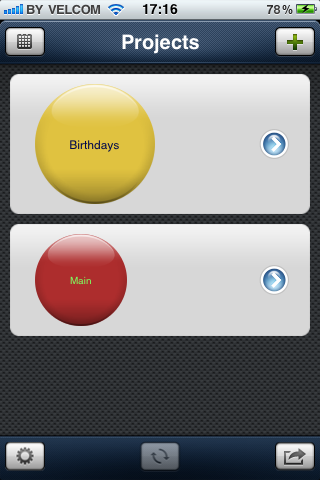 BY VELCOM 17:16 78%
Projects
Birthdays
Main